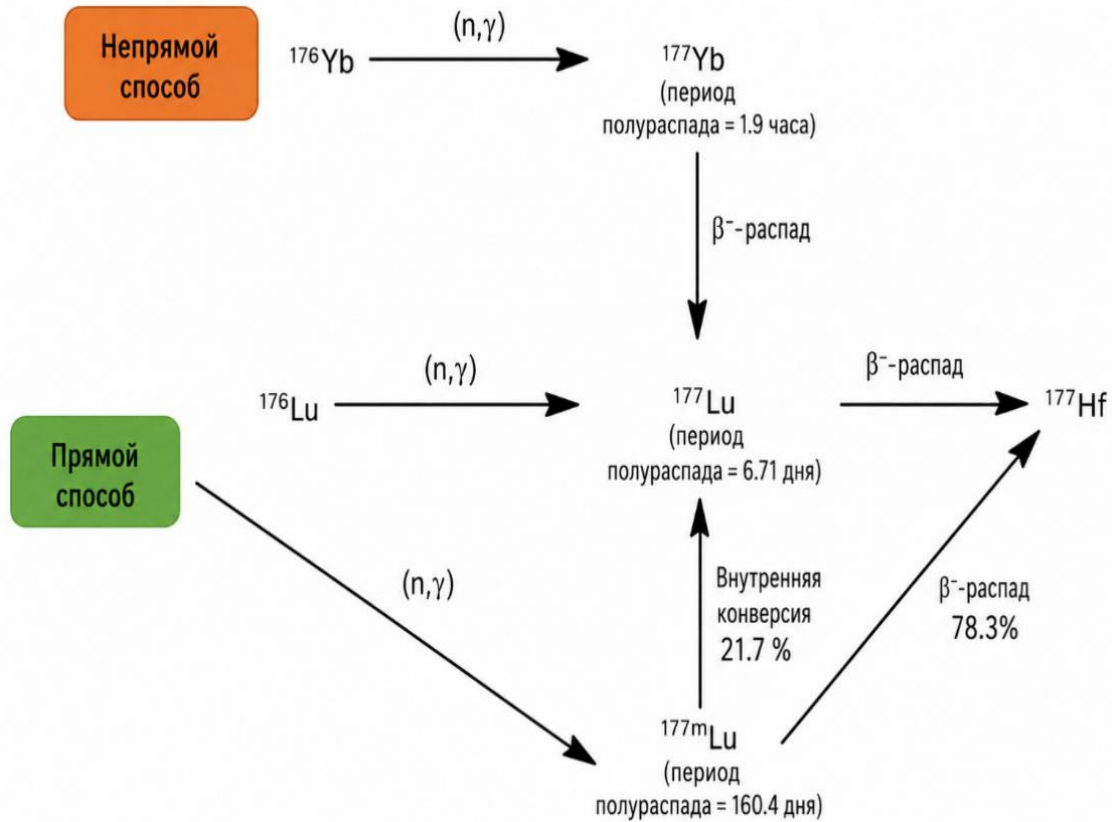 Непрямой
способ
¹⁷⁶Yb
(n,γ)
¹⁷⁷Yb
(период
полураспада = 1.9 часа)
β⁻-распад
Прямой
способ
¹⁷⁶Lu
(n,γ)
¹⁷⁷Lu
(период
полураспада = 6.71 дня)
β⁻-распад
¹⁷⁷Hf
(n,γ)
Внутренняя
конверсия
21.7 %
β⁻-распад
78.3%
¹⁷⁷ᵐLu
(период
полураспада = 160.4 дня)